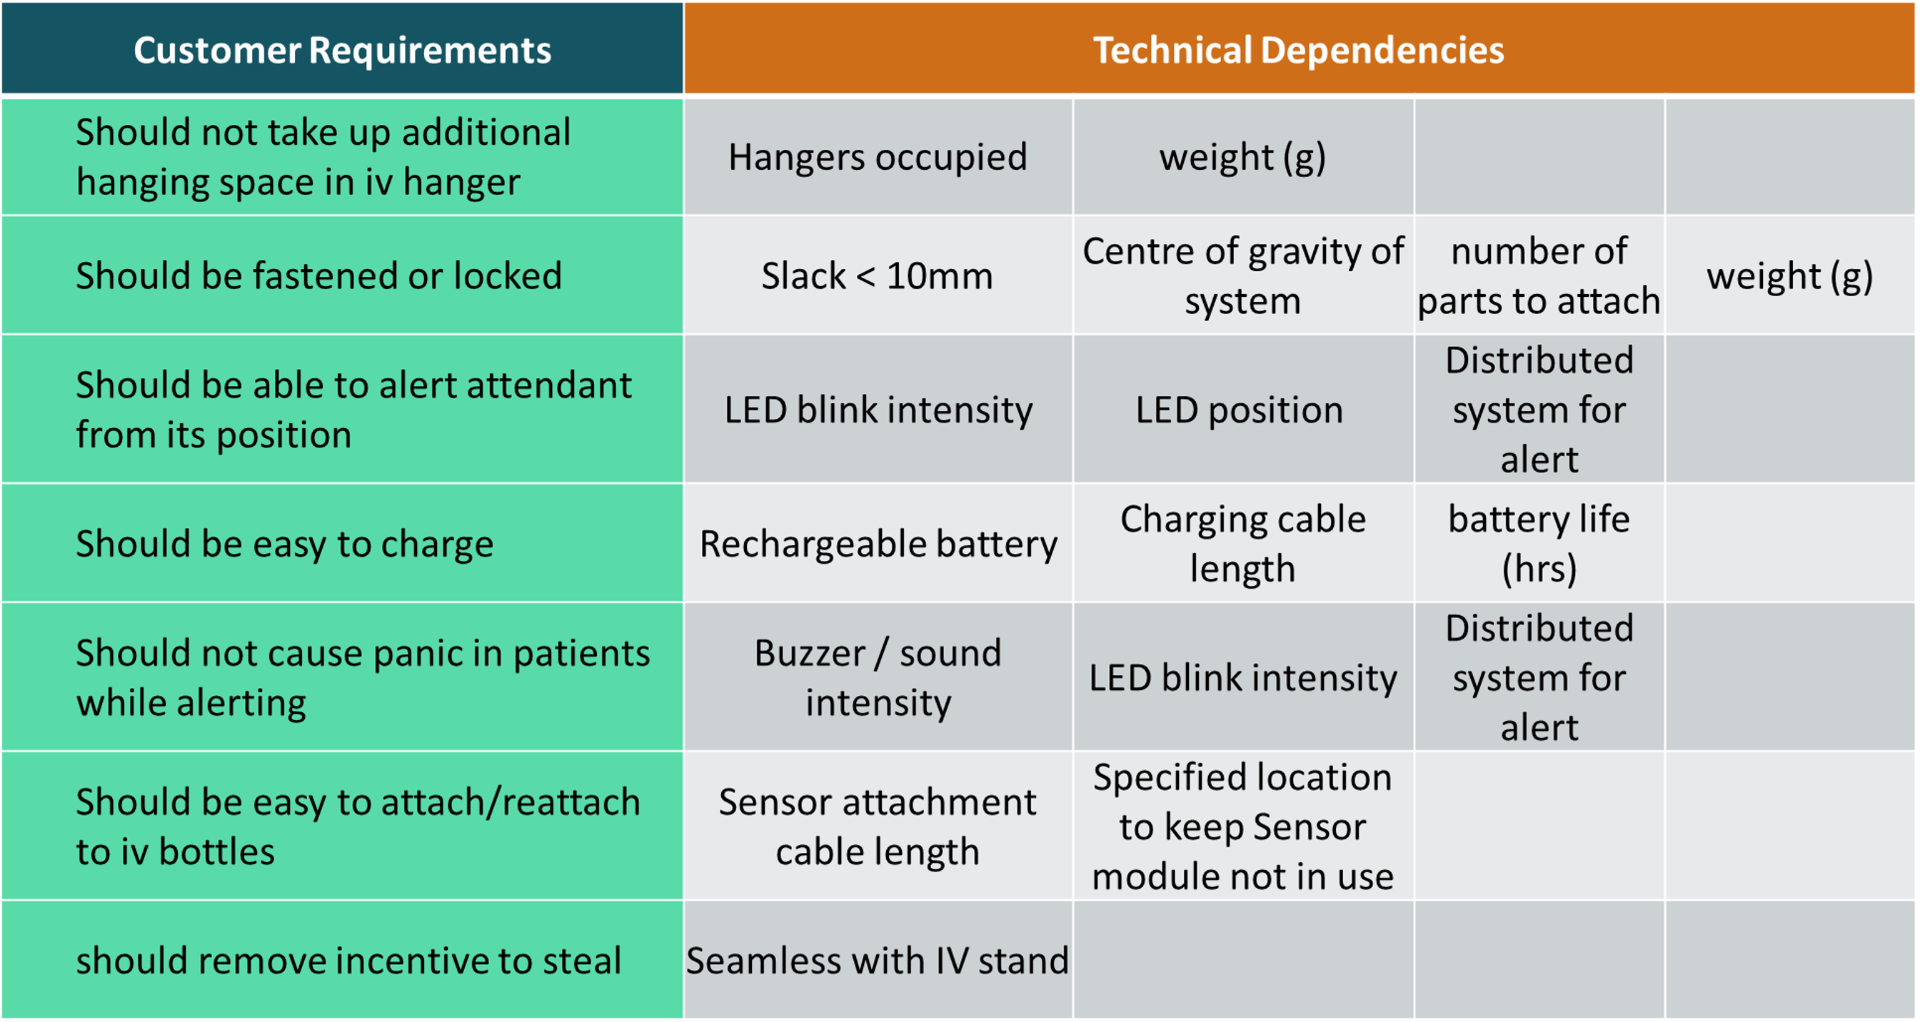 Customer Requirements
Technical Dependencies
Should not take up additional
hanging space in iv hanger
Hangers occupied
weight (g)
Should be fastened or locked
Slack < 10mm
Centre of gravity of
system
number of
parts to attach
weight (g)
Should be able to alert attendant
from its position
LED blink intensity
LED position
Distributed
system for
alert
Should be easy to charge
Rechargeable battery
Charging cable
length
battery life
(hrs)
Should not cause panic in patients
while alerting
Buzzer / sound
intensity
LED blink intensity
Distributed
system for
alert
Should be easy to attach/reattach
to iv bottles
Sensor attachment
cable length
Specified location
to keep Sensor
module not in use
should remove incentive to steal
Seamless with IV stand